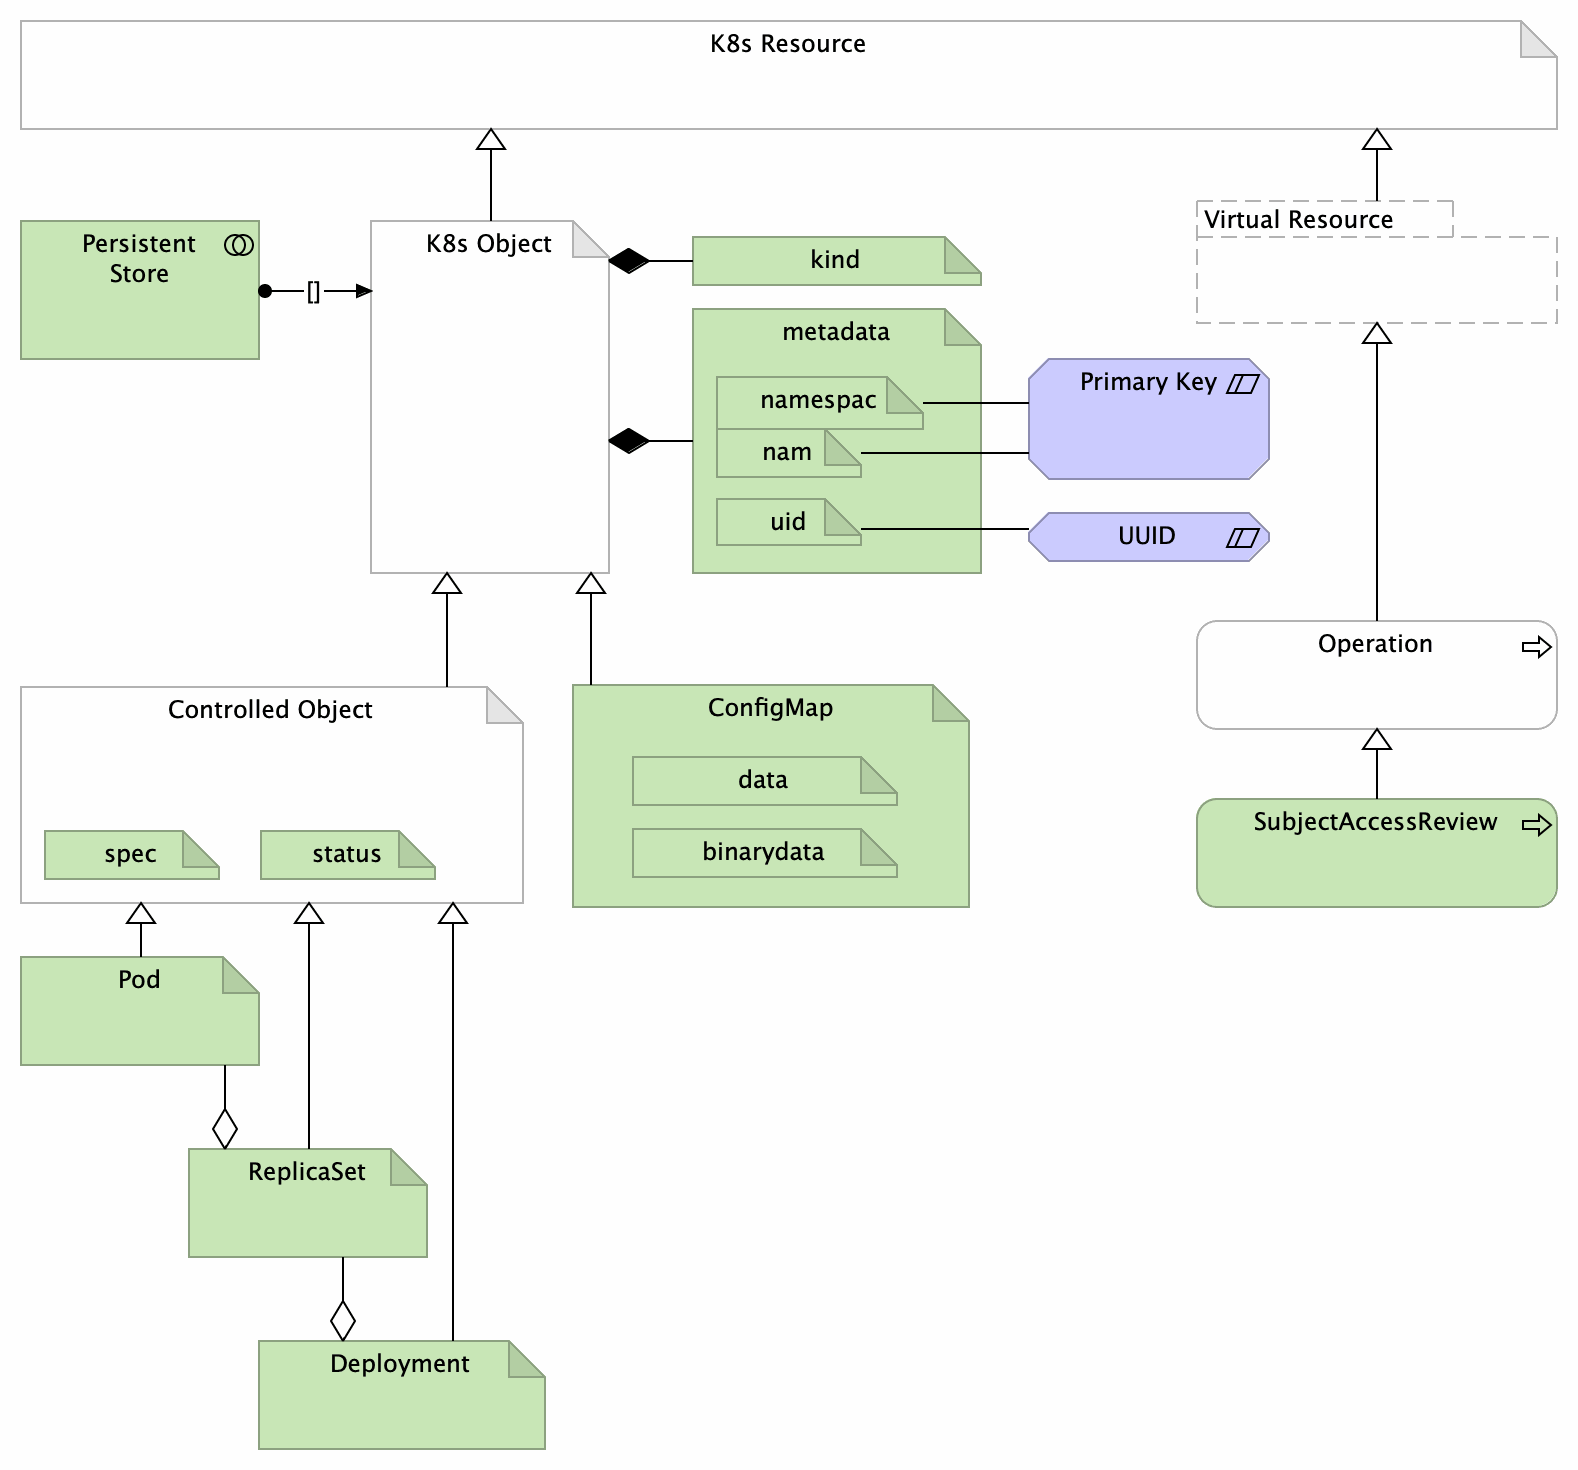 K8s Resource
Persistent
Store
[]
K8s Object
kind
metadata
namespac
nam
uid
Primary Key
UUID
Virtual Resource
Operation
SubjectAccessReview
Controlled Object
spec
status
ConfigMap
data
binarydata
Pod
ReplicaSet
Deployment